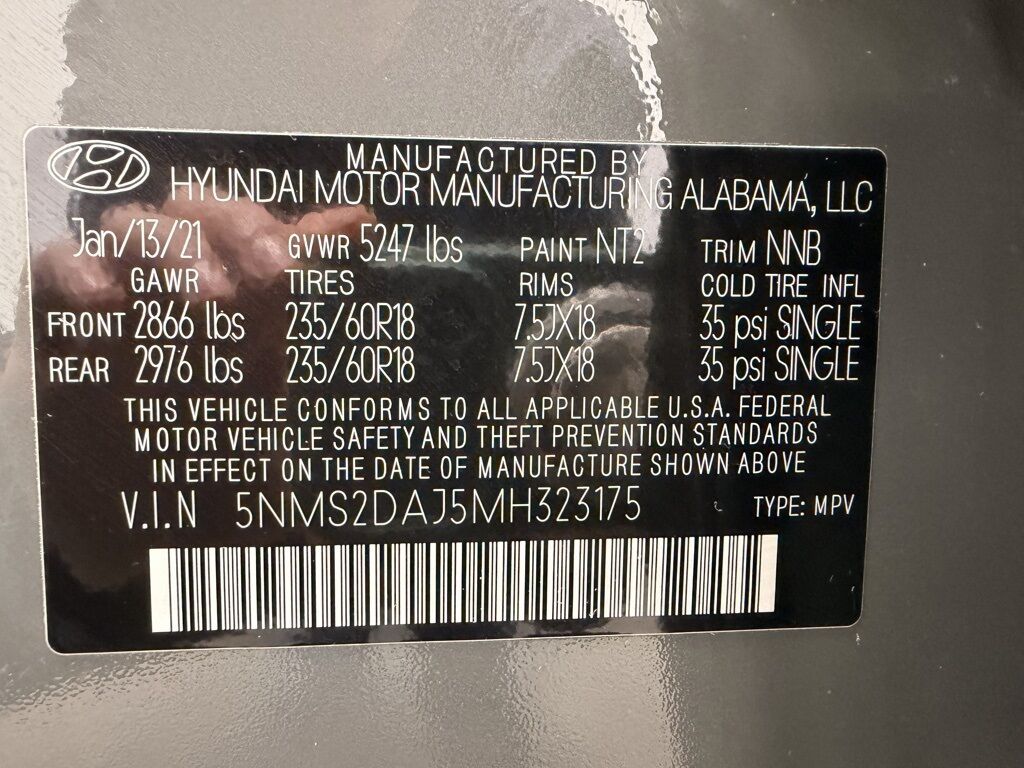 MANUFACTURED BY
HYUNDAI MOTOR MANUFACTURING ALABAMA, LLC
Jan/13/21 GVWR 5247 lbs PAINT NT2 TRIM NNB
GAWR TIRES RIMS COLD TIRE INFL
FRONT 2866 lbs 235/60R18 7.5JX18 35 psi SINGLE
REAR 2976 lbs 235/60R18 7.5JX18 35 psi SINGLE
THIS VEHICLE CONFORMS TO ALL APPLICABLE U.S.A. FEDERAL
MOTOR VEHICLE SAFETY AND THEFT PREVENTION STANDARDS
IN EFFECT ON THE DATE OF MANUFACTURE SHOWN ABOVE
V.I.N 5NMS2DAJ5MH323175 TYPE: MPV